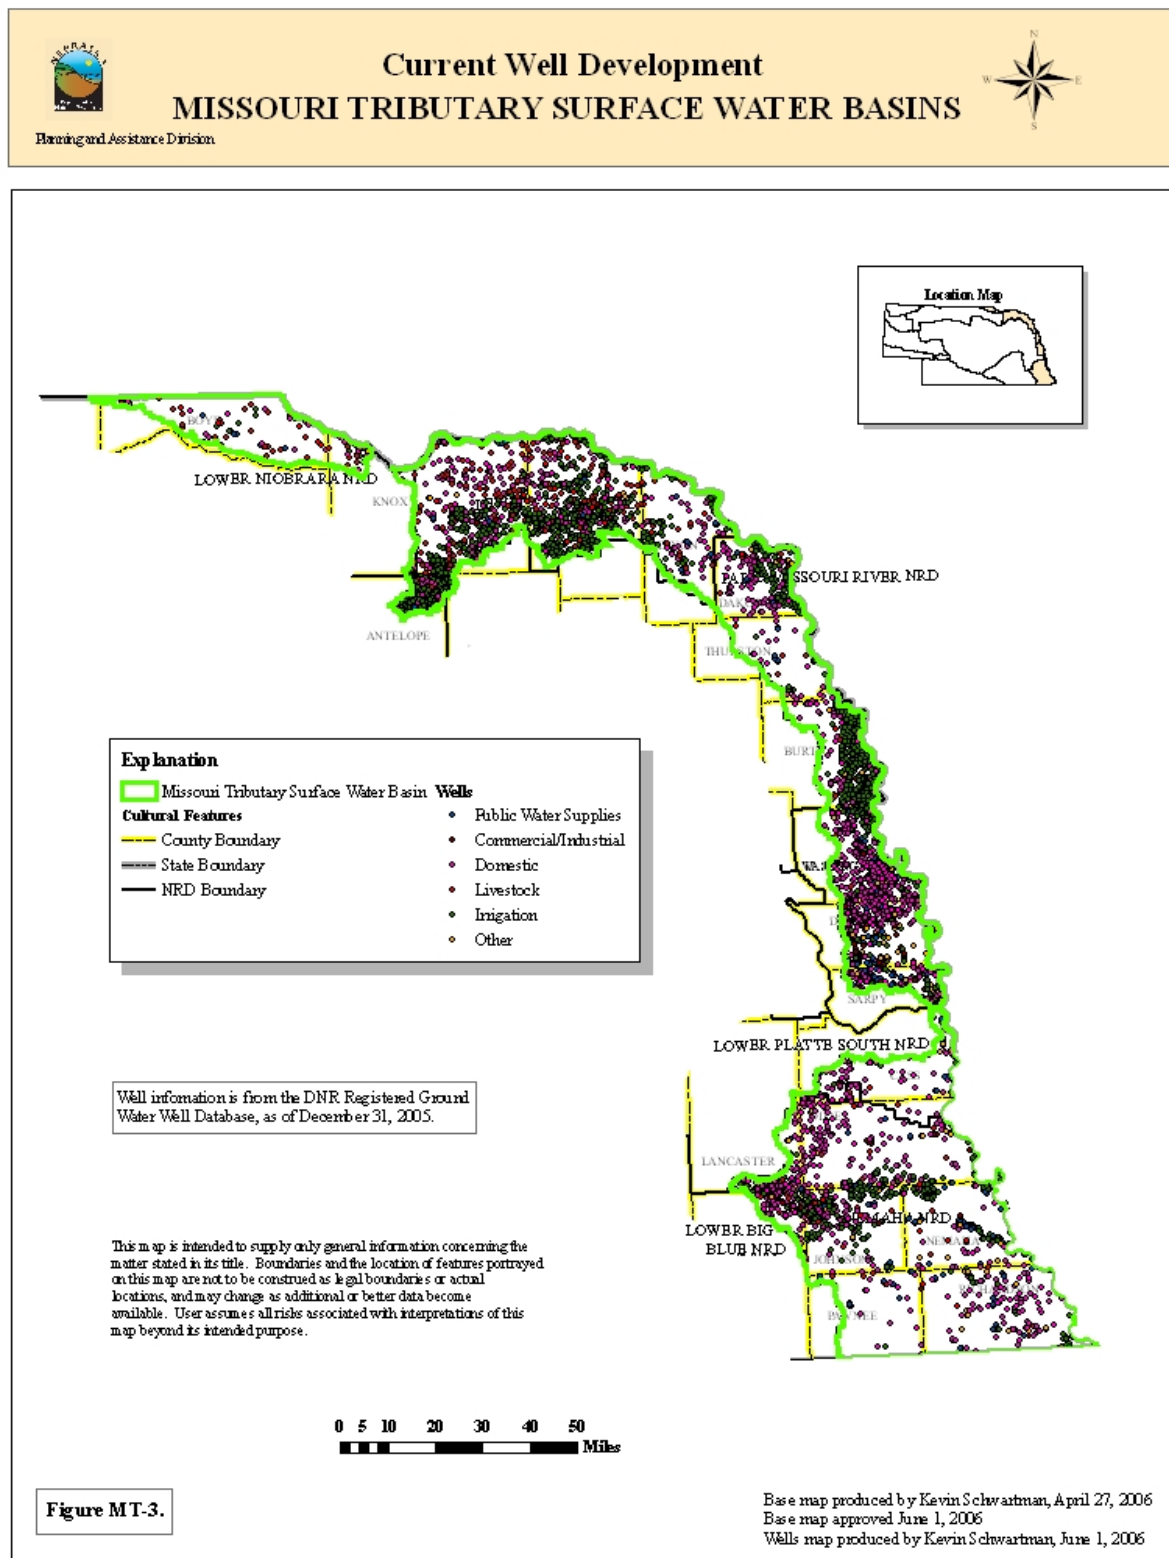 Current Well Development
MISSOURI TRIBUTARY SURFACE WATER BASINS
N
W
E
S
Planning and Assistance Division
Location Map
BOYD
LOWER NIOBRARA NRD
KNOX
ANTELOPE
MISSOURI RIVER NRD
THURSTON
BURT
SARPY
LOWER PLATTE SOUTH NRD
LANCASTER
LOWER BIG
BLUE NRD
NEMAHA NRD
NEMAHA
JOHNSON
RICHARDSON
PAWNEE
Explanation
Missouri Tributary Surface Water Basin
Cultural Features
County Boundary
State Boundary
NRD Boundary
Wells
Public Water Supplies
Commercial/Industrial
Domestic
Livestock
Irrigation
Other
Well infomation is from the DNR Registered Ground
Water Well Database, as of December 31, 2005.
This map is intended to supply only general information concerning the
matter stated in its title. Boundaries and the location of features portrayed
on this map are not to be construed as legal boundaries or actual
locations, and may change as additional or better data become
available. User assumes all risks associated with interpretations of this
map beyond its intended purpose.
0 5 10 20 30 40 50
Miles
Figure MT-3.
Base map produced by Kevin Schwartman, April 27, 2006
Base map approved June 1, 2006
Wells map produced by Kevin Schwartman, June 1, 2006